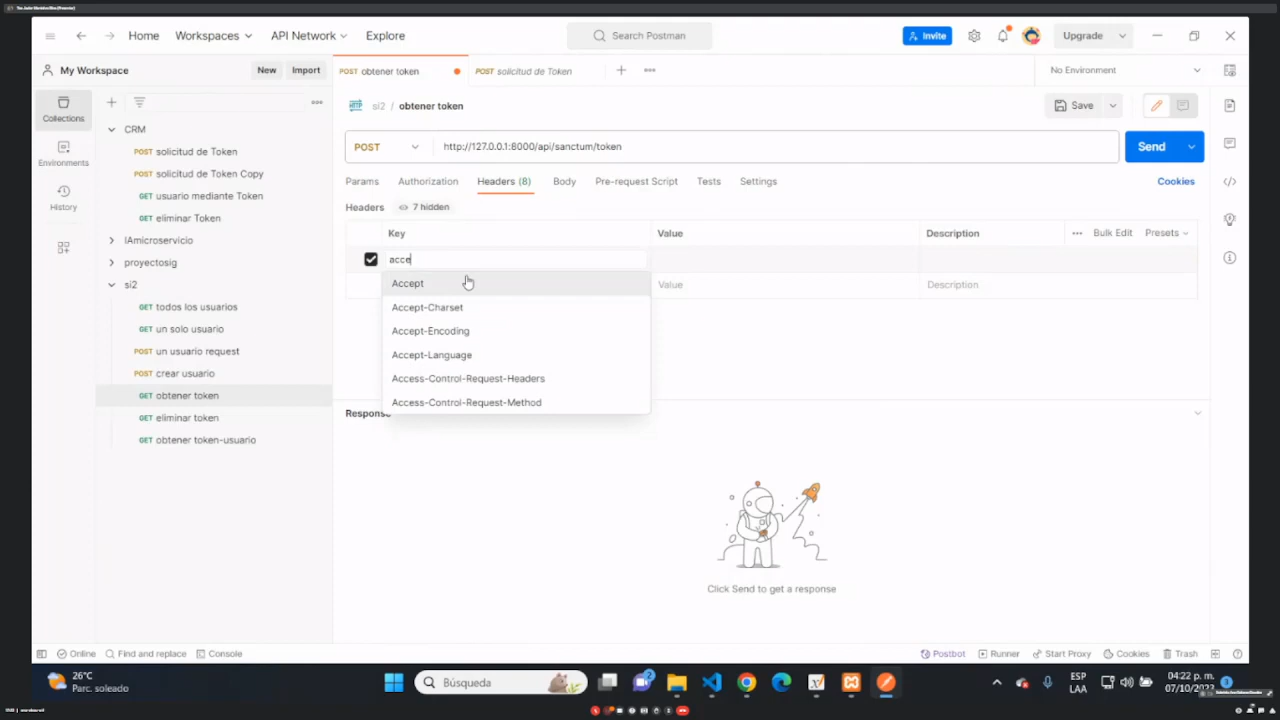 Home
Workspaces
API Network
Explore
Search Postman
Invite
Upgrade
My Workspace
New
Import
POST obtener token
POST solicitud de Token
No Environment
Collections
Environments
History
CRM
POST solicitud de Token
POST solicitud de Token Copy
GET usuario mediante Token
GET eliminar Token
IAmicroservicio
proyectosig
si2
GET todos los usuarios
GET un solo usuario
POST un usuario request
POST crear usuario
GET obtener token
GET eliminar token
GET obtener token-usuario
HTTP
si2 / obtener token
Save
POST
http://127.0.0.1:8000/api/sanctum/token
Send
Params
Authorization
Headers (8)
Body
Pre-request Script
Tests
Settings
Cookies
Headers
7 hidden
Key
Value
Description
Bulk Edit
Presets
acce
Value
Description
Accept
Accept-Charset
Accept-Encoding
Accept-Language
Access-Control-Request-Headers
Access-Control-Request-Method
Response
Click Send to get a response
Online
Find and replace
Console
Postbot
Runner
Start Proxy
Cookies
Trash
26°C
Parc. soleado
Búsqueda
ESP
LAA
04:22 p. m.